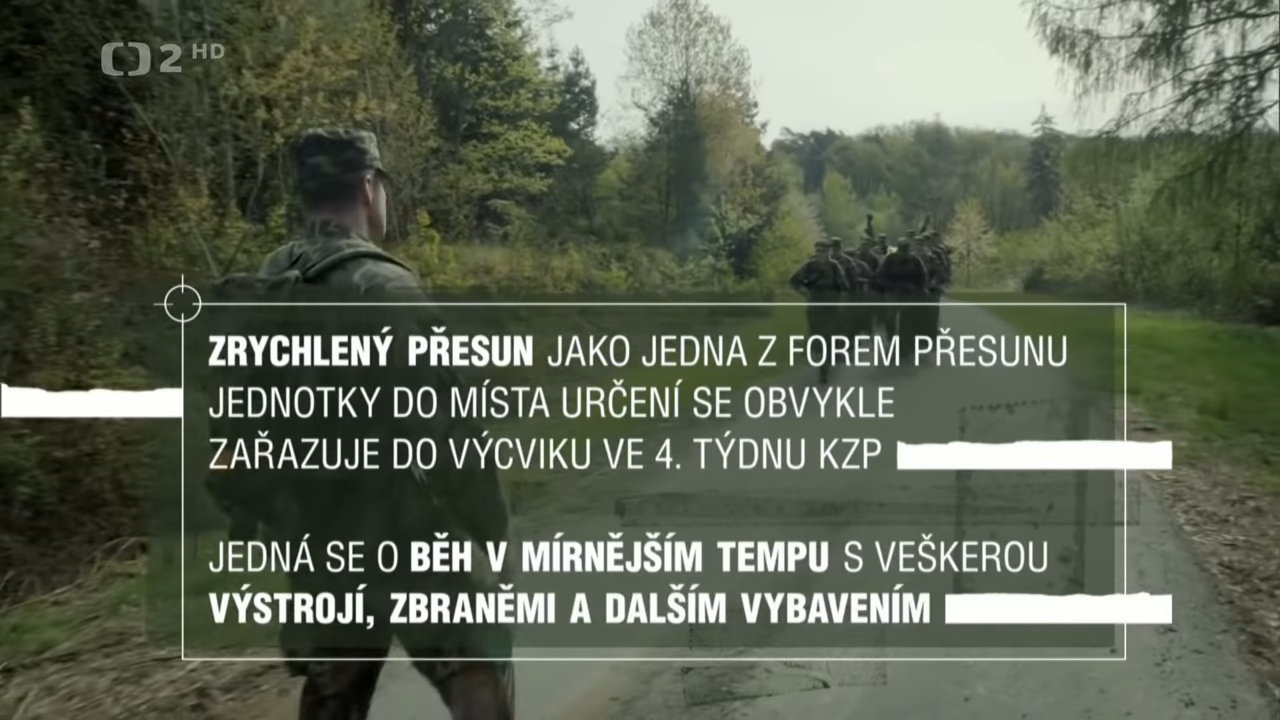 2 HD
ZRYCHLENÝ PŘESUN JAKO JEDNA Z FOREM PŘESUNU
JEDNOTKY DO MÍSTA URČENÍ SE OBVYKLE
ZAŘAZUJE DO VÝCVIKU VE 4. TÝDNU KZP
JEDNÁ SE O BĚH V MÍRNĚJŠÍM TEMPU S VEŠKEROU
VÝSTROJÍ, ZBRANĚMI A DALŠÍM VYBAVENÍM